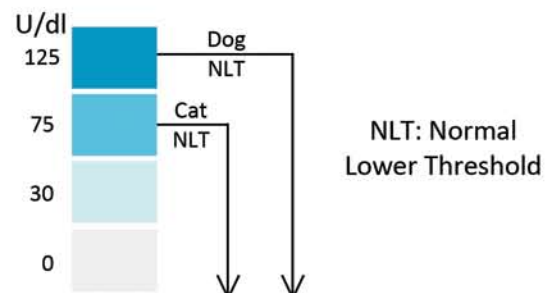 U/dl
125
Dog
NLT
75
Cat
NLT
30
0
NLT: Normal
Lower Threshold